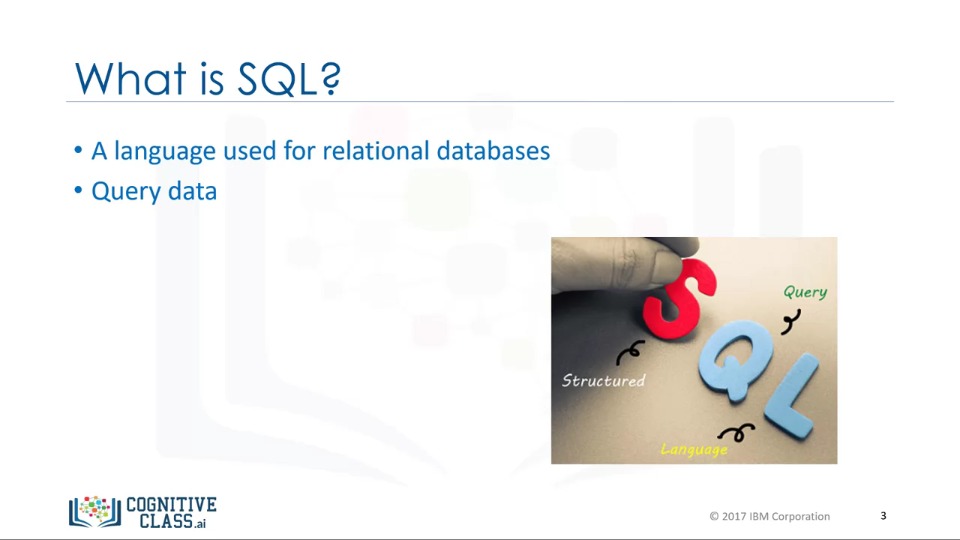 What is SQL?
• A language used for relational databases
• Query data
S
Q
L
Query
Structured
Language
COGNITIVE
CLASS.ai
© 2017 IBM Corporation
3